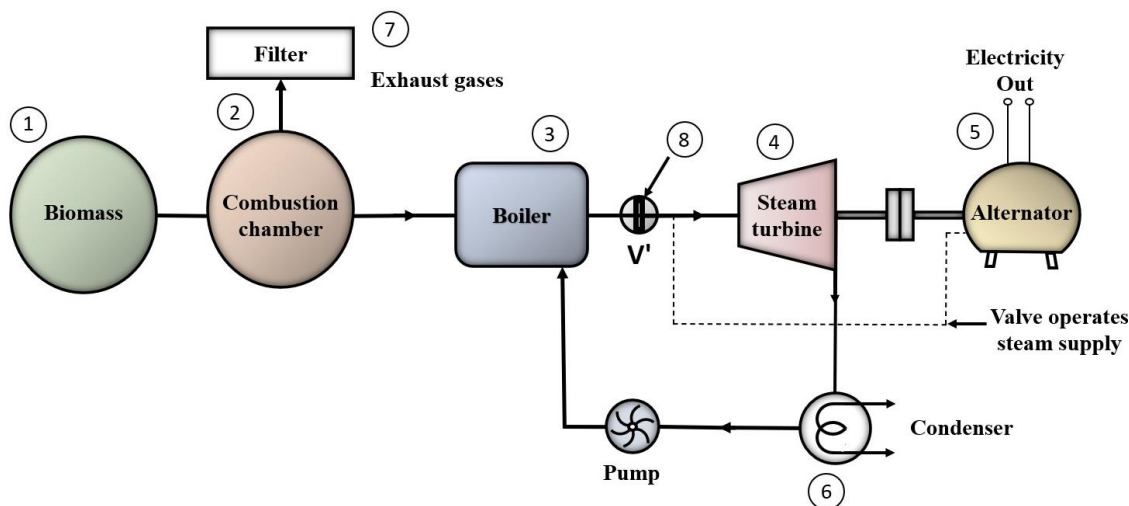 1
2
Filter
7
Exhaust gases
3
8
4
5
Electricity
Out
Biomass
Combustion
chamber
Boiler
V'
Steam
turbine
Alternator
Valve operates
steam supply
Pump
Condenser
6